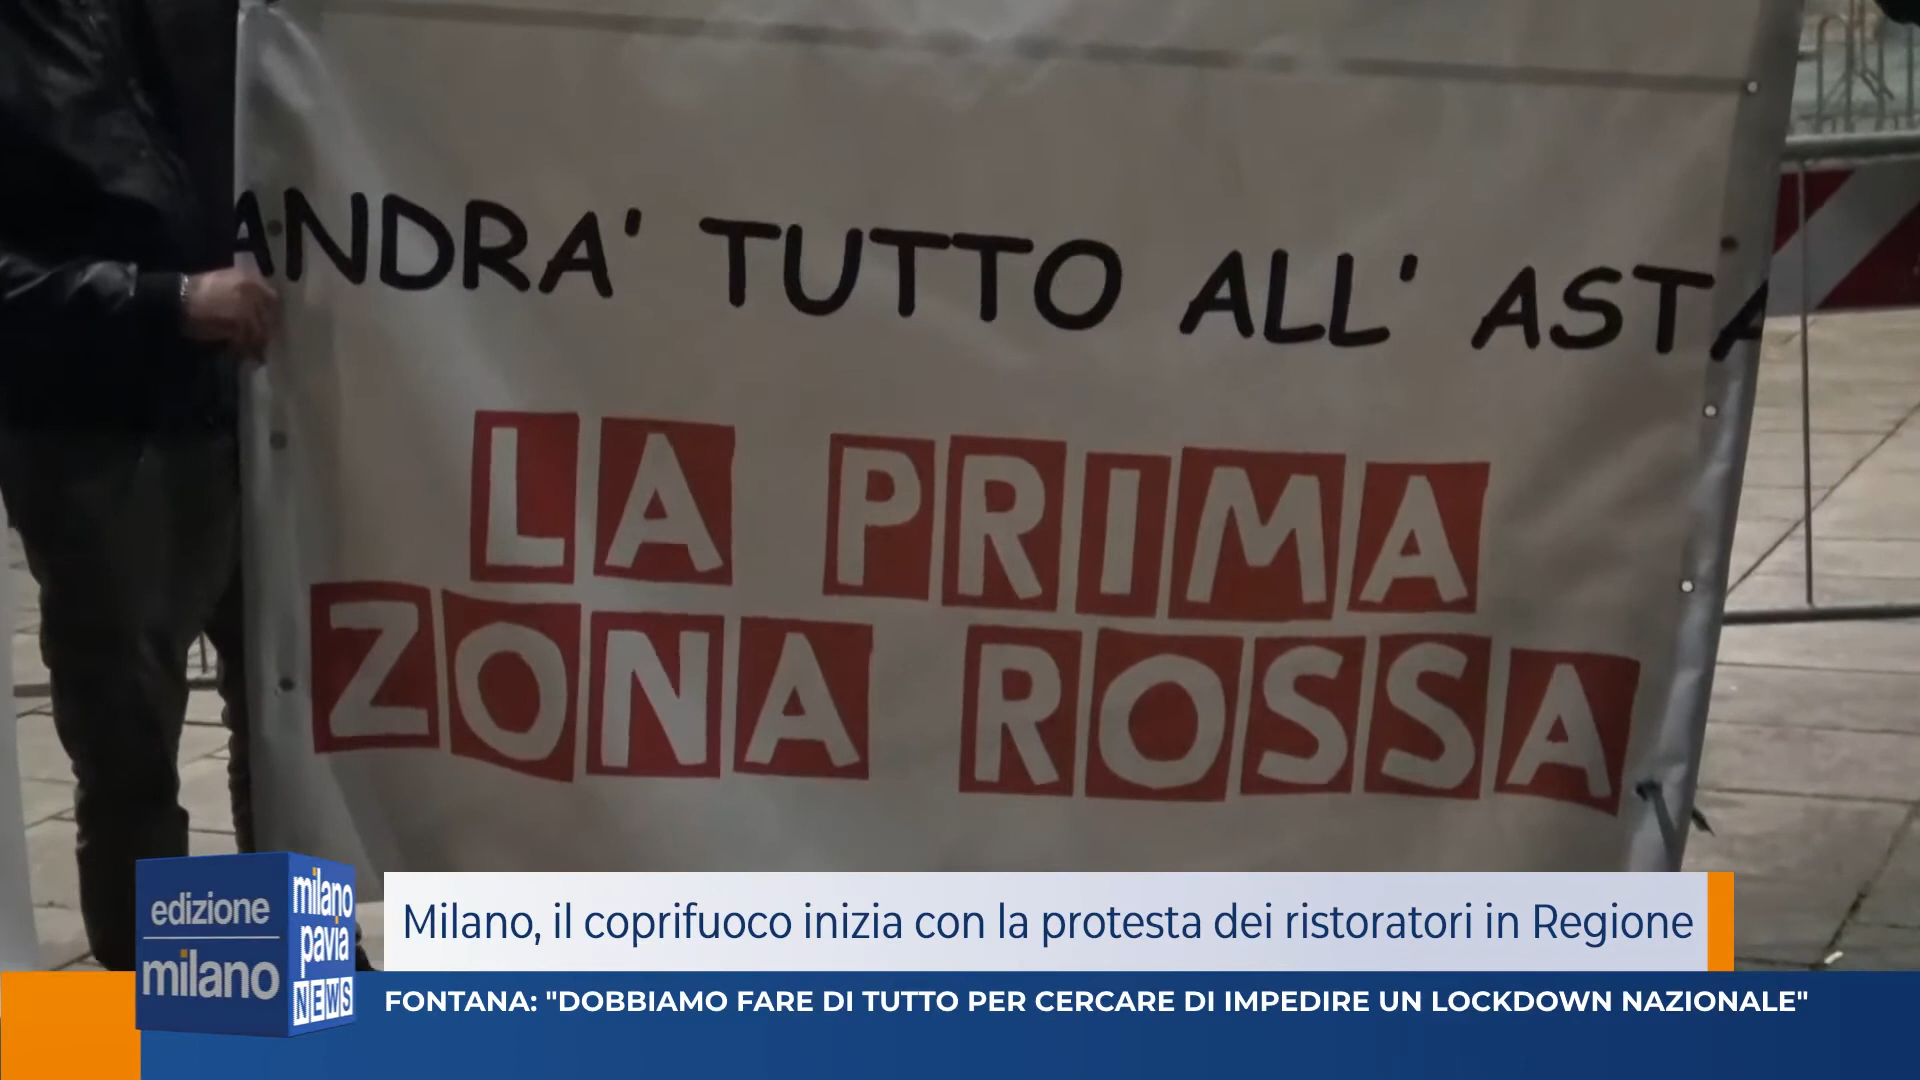 ANDRA' TUTTO ALL' ASTA
LA PRIMA
ZONA ROSSA
edizione
milano
milano
pavia
NEWS
Milano, il coprifuoco inizia con la protesta dei ristoratori in Regione
FONTANA: "DOBBIAMO FARE DI TUTTO PER CERCARE DI IMPEDIRE UN LOCKDOWN NAZIONALE"